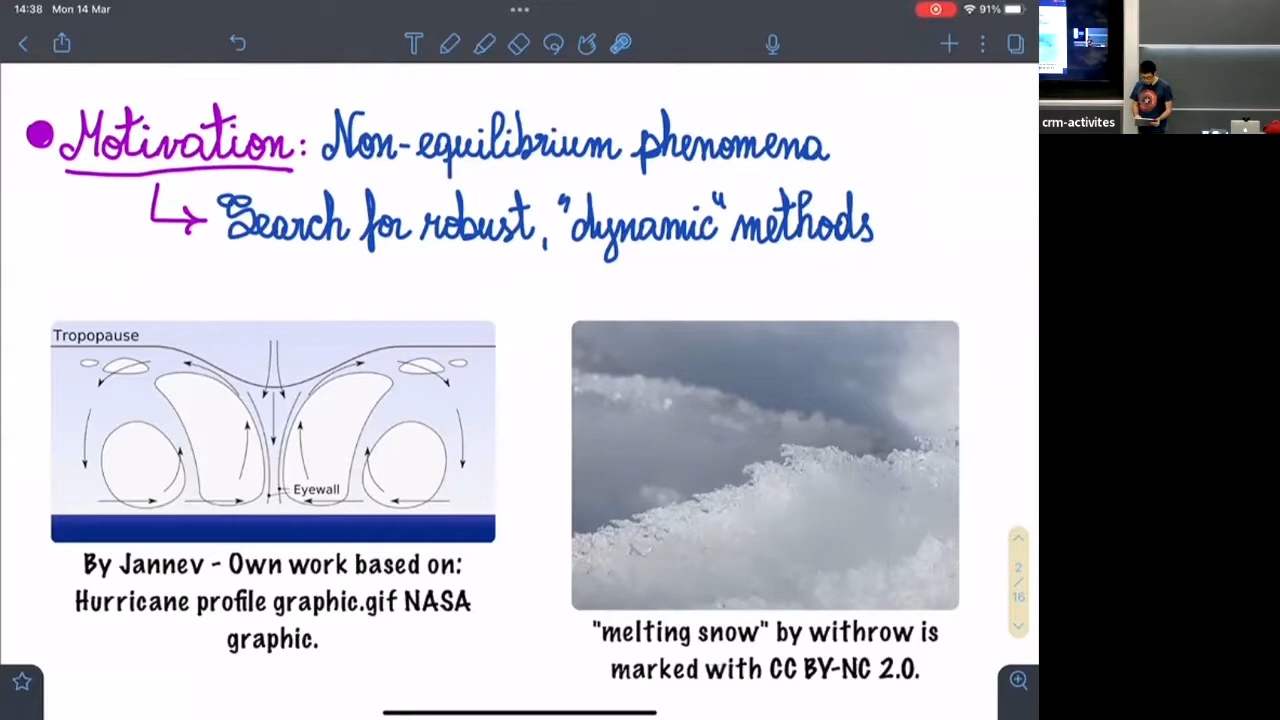 14:38 Mon 14 Mar
91%
Motivation: Non-equilibrium phenomena
Search for robust, "dynamic" methods
crm-activites
Tropopause
Eyewall
By Jannev - Own work based on:
Hurricane profile graphic.gif NASA
graphic.
"melting snow" by withrow is
marked with CC BY-NC 2.0.
2
/
16